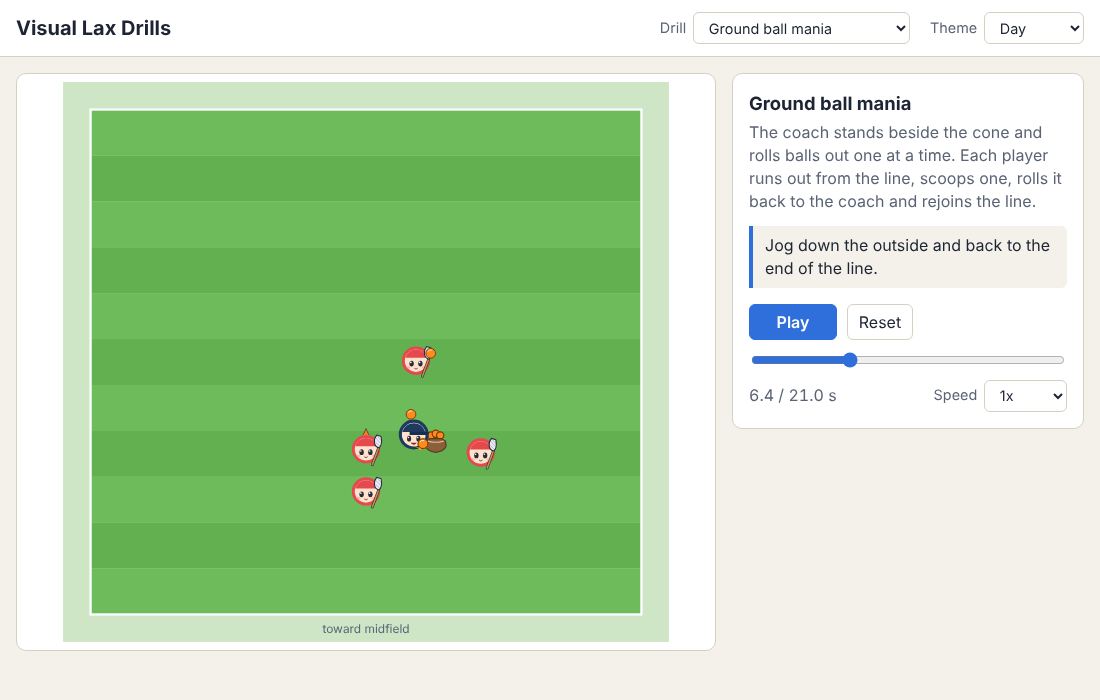 Visual Lax Drills
Drill
Ground ball mania
Theme
Day
toward midfield
Ground ball mania
The coach stands beside the cone and
rolls balls out one at a time. Each player
runs out from the line, scoops one, rolls it
back to the coach and rejoins the line.
Jog down the outside and back to the
end of the line.
Play
Reset
6.4 / 21.0 s
Speed
1x